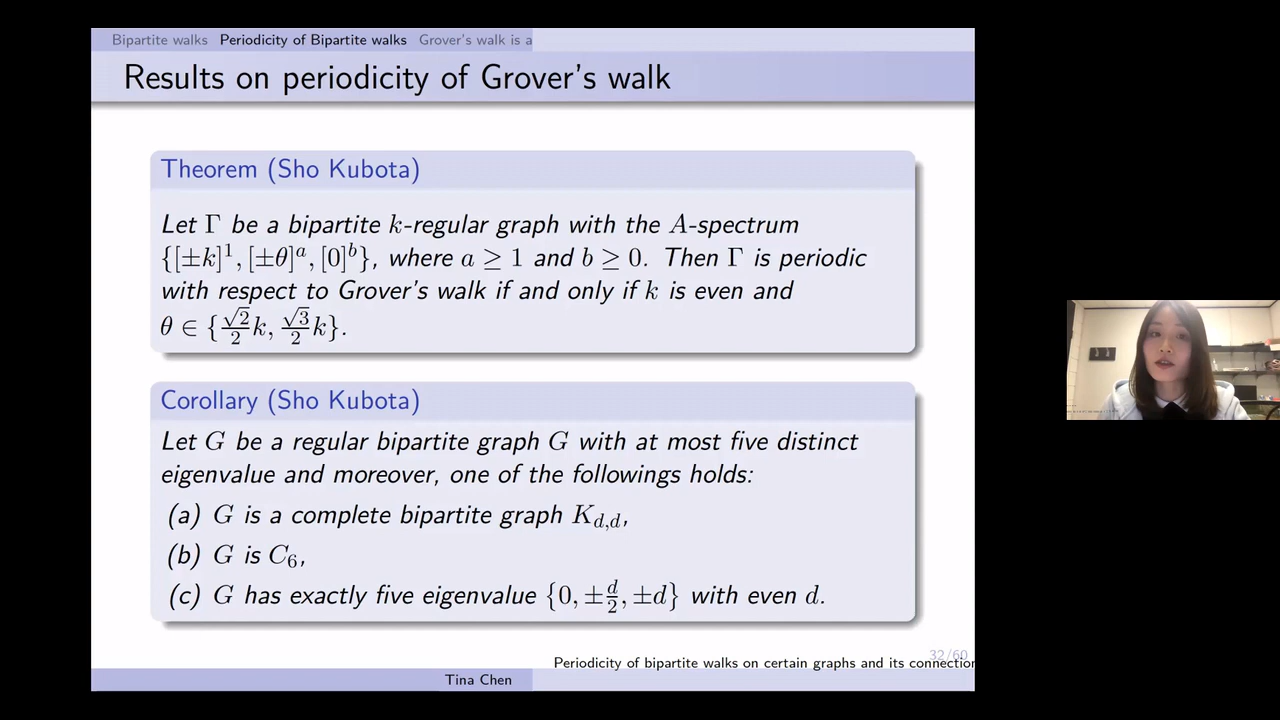 Bipartite walks Periodicity of Bipartite walks Grover's walk is a
Results on periodicity of Grover's walk
Theorem (Sho Kubota)
Let Γ be a bipartite k-regular graph with the A-spectrum
{[±k]¹, [±θ]ᵃ, [0]ᵇ}, where a ≥ 1 and b ≥ 0. Then Γ is periodic
with respect to Grover's walk if and only if k is even and
θ ∈ {√2/2 k, √3/2 k}.
Corollary (Sho Kubota)
Let G be a regular bipartite graph G with at most five distinct
eigenvalue and moreover, one of the followings holds:
(a) G is a complete bipartite graph K_{d,d},
(b) G is C₆,
(c) G has exactly five eigenvalue {0, ±d/2, ±d} with even d.
32/60
Periodicity of bipartite walks on certain graphs and its connection
Tina Chen